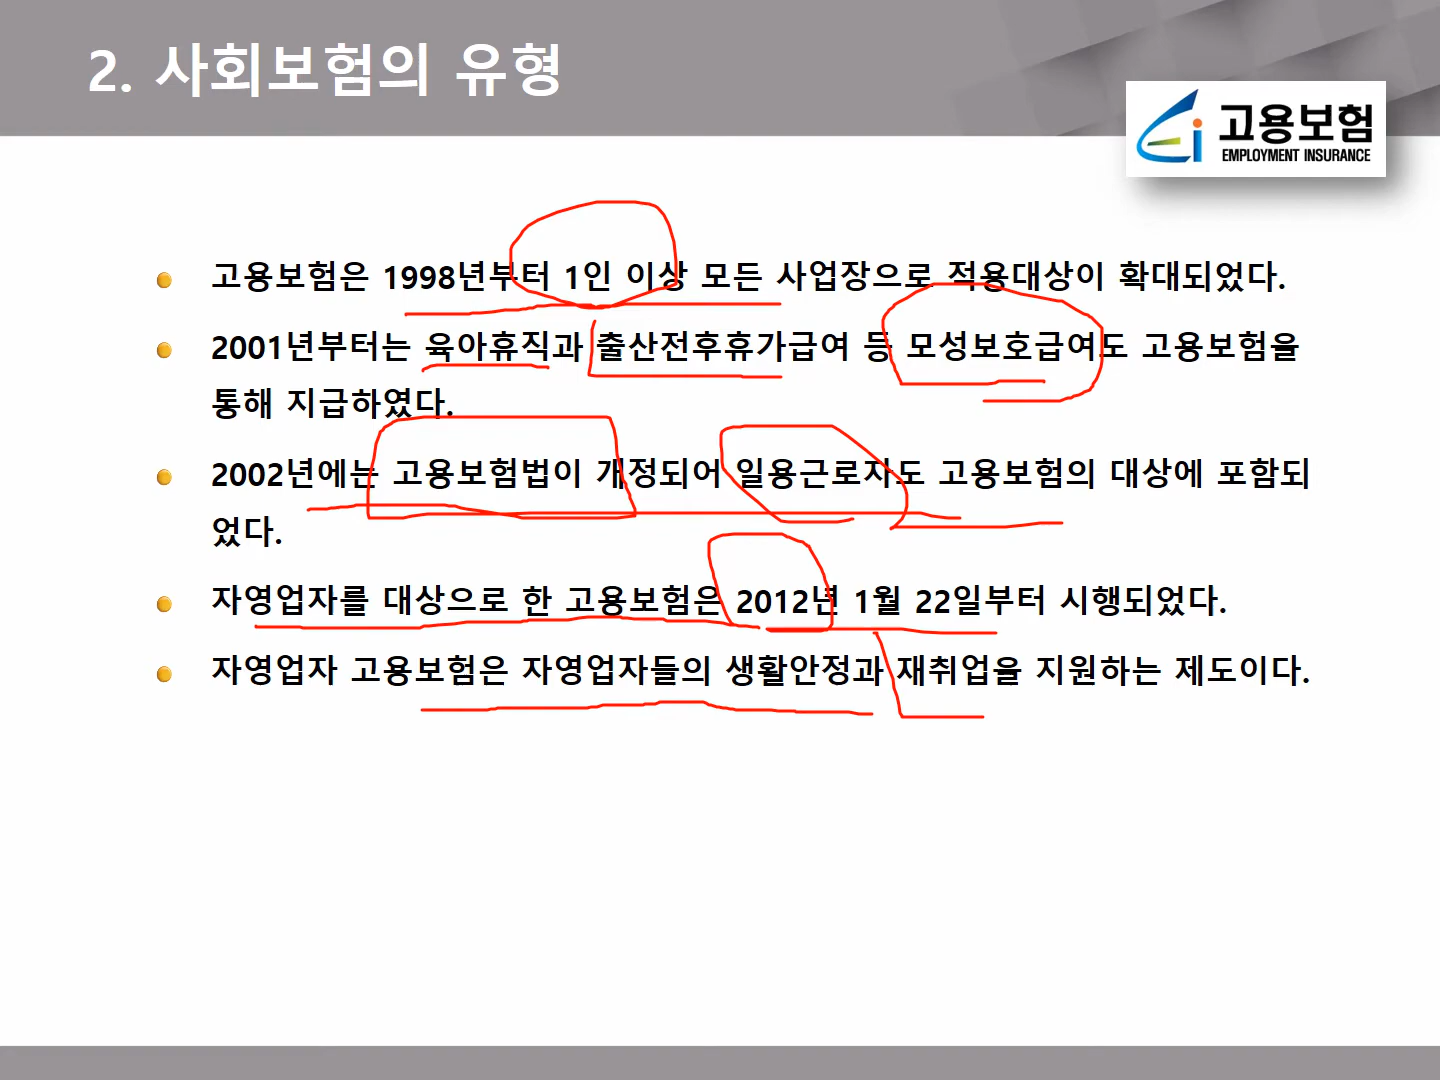 2. 사회보험의 유형
고용보험
EMPLOYMENT INSURANCE
고용보험은 1998년부터 1인 이상 모든 사업장으로 적용대상이 확대되었다.
2001년부터는 육아휴직과 출산전후휴가급여 등 모성보호급여도 고용보험을
통해 지급하였다.
2002년에는 고용보험법이 개정되어 일용근로자도 고용보험의 대상에 포함되
었다.
자영업자를 대상으로 한 고용보험은 2012년 1월 22일부터 시행되었다.
자영업자 고용보험은 자영업자들의 생활안정과 재취업을 지원하는 제도이다.